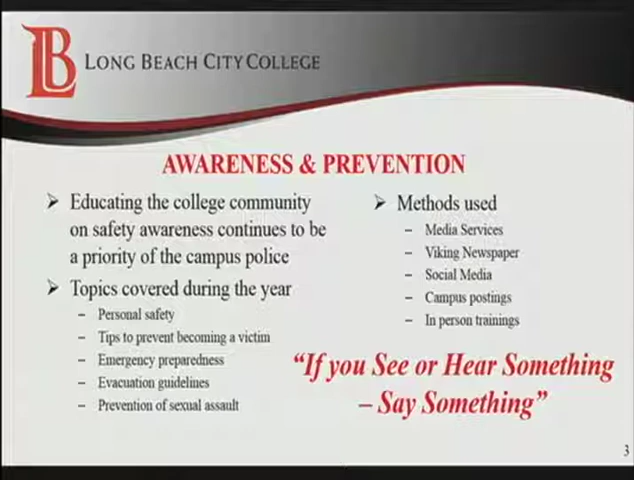 LB LONG BEACH CITY COLLEGE
AWARENESS & PREVENTION
➢ Educating the college community
on safety awareness continues to be
a priority of the campus police
➢ Topics covered during the year
– Personal safety
– Tips to prevent becoming a victim
– Emergency preparedness
– Evacuation guidelines
– Prevention of sexual assault
➢ Methods used
– Media Services
– Viking Newspaper
– Social Media
– Campus postings
– In person trainings
“If you See or Hear Something
– Say Something”
3